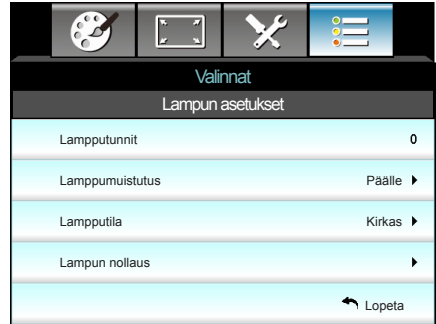 Valinnat
Lampun asetukset
Lampputunnit 0
Lamppumuistutus Päälle
Lampputila Kirkas
Lampun nollaus
Lopeta